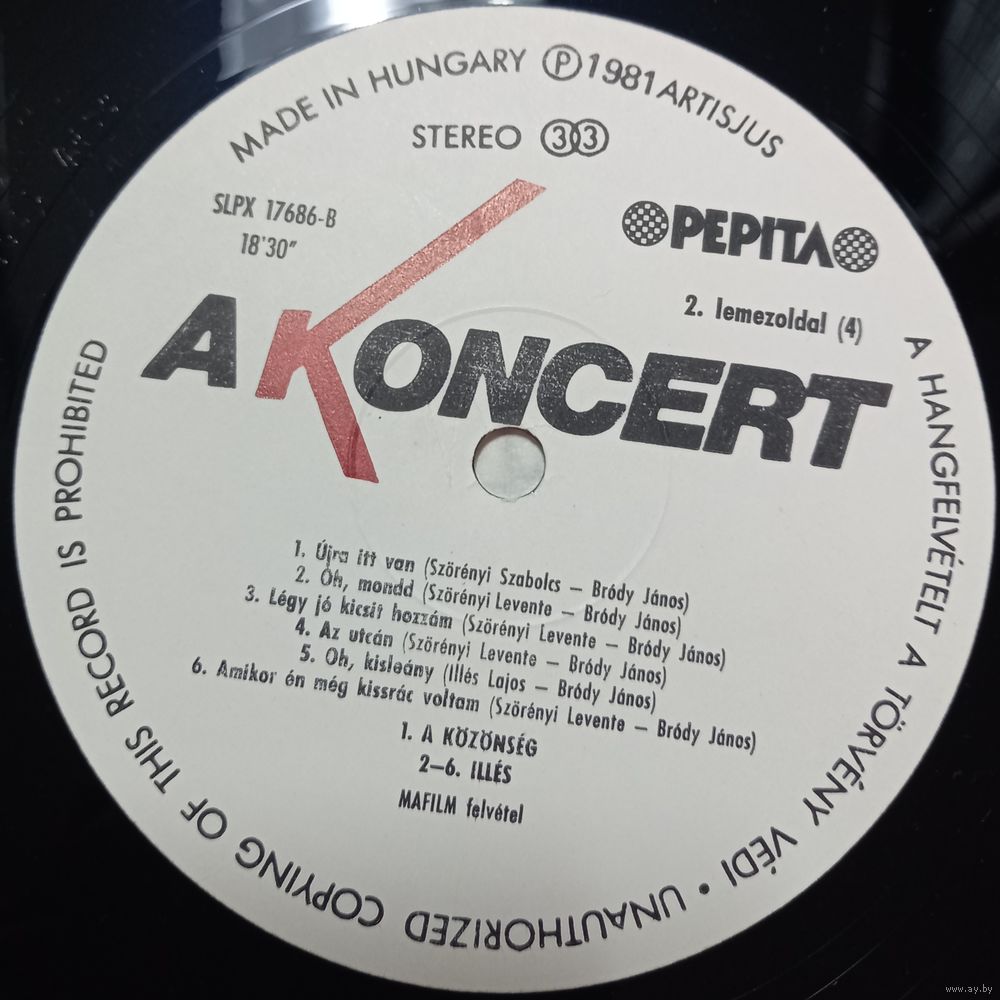 MADE IN HUNGARY Ⓟ 1981 ARTISJUS
STEREO 33
SLPX 17686-B
18'30"
PEPITA
2. lemezoldal (4)
A KONCERT
1. Újra itt van (Szörényi Szabolcs – Bródy János)
2. Óh, mondd (Szörényi Levente – Bródy János)
3. Légy jó kicsit hozzám (Szörényi Levente – Bródy János)
4. Az utcán (Szörényi Levente – Bródy János)
5. Oh, kisleány (Illés Lajos – Bródy János)
6. Amikor én még kissrác voltam (Szörényi Levente – Bródy János)
1. A KÖZÖNSÉG
2–6. ILLÉS
MAFILM felvétel
A HANGFELVÉTELT A TÖRVÉNY VÉDI • UNAUTHORIZED COPYING OF THIS RECORD IS PROHIBITED
www.ay.by